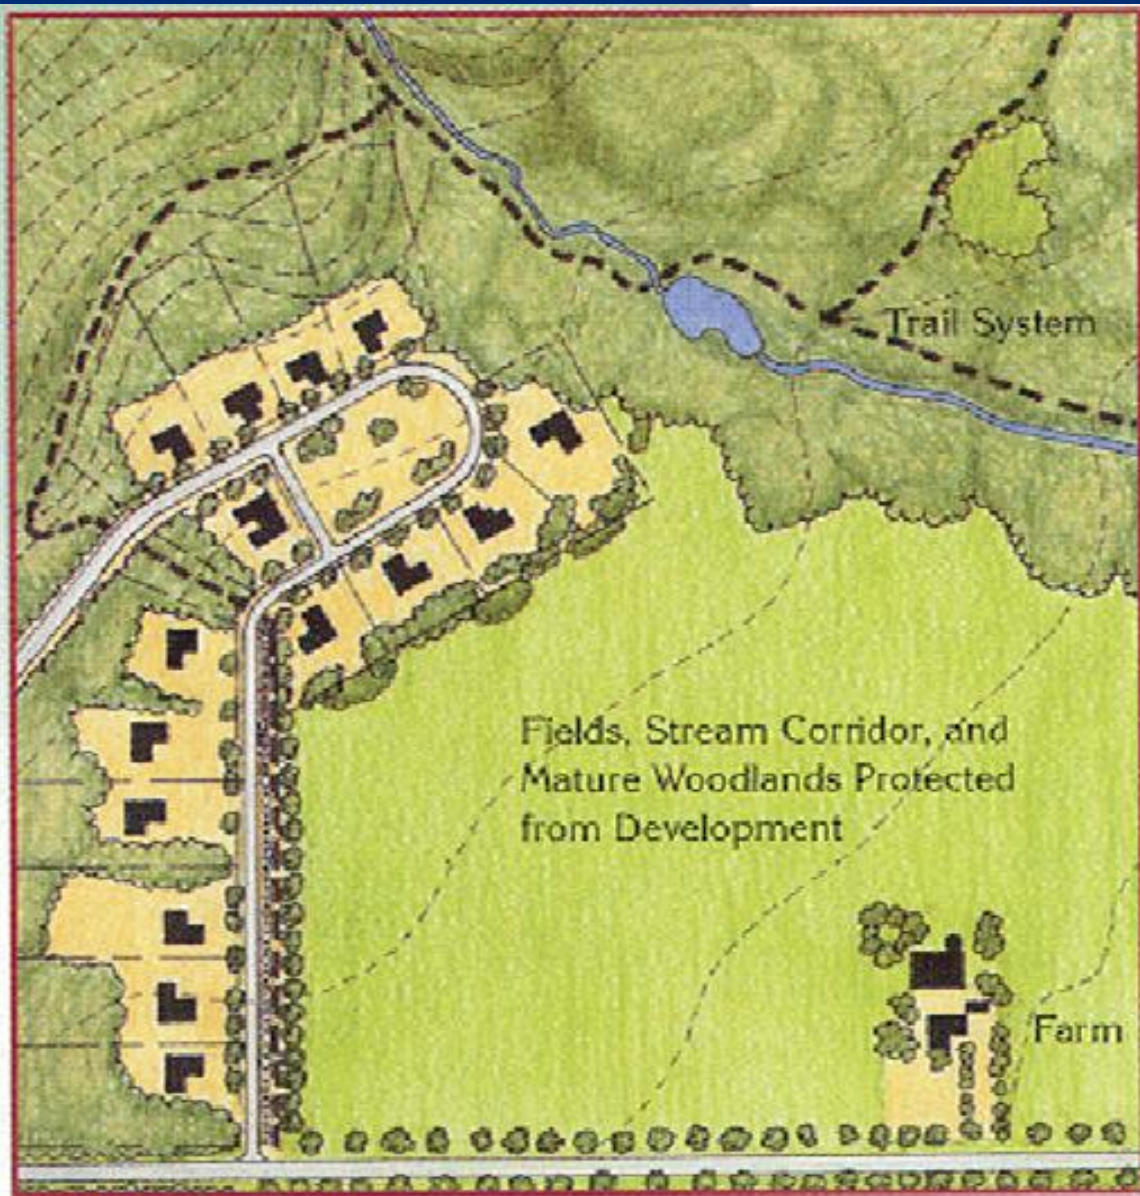 Trail System
Fields, Stream Corridor, and
Mature Woodlands Protected
from Development
Farm